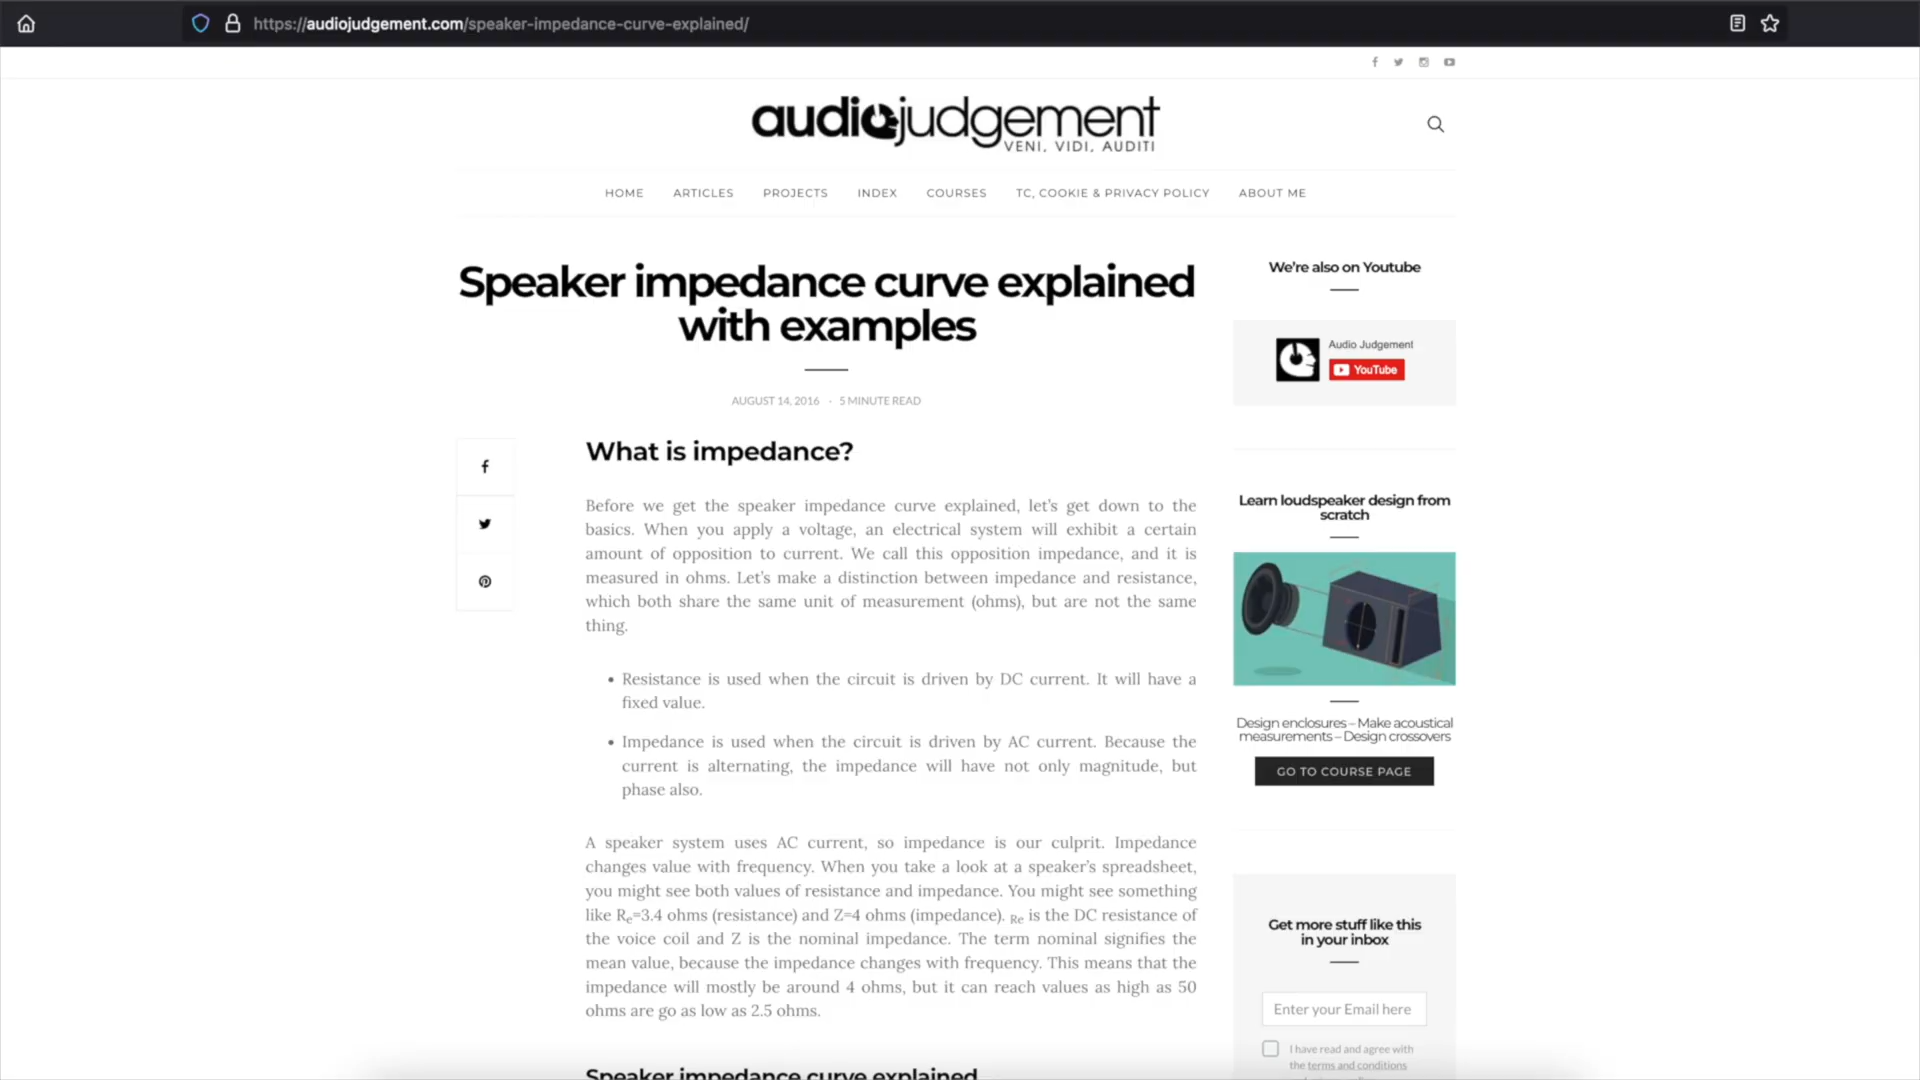 https://audiojudgement.com/speaker-impedance-curve-explained/
audiojudgement
VENI, VIDI, AUDITI
HOME ARTICLES PROJECTS INDEX COURSES TC, COOKIE & PRIVACY POLICY ABOUT ME
Speaker impedance curve explained
with examples
AUGUST 14, 2016 · 5 MINUTE READ
What is impedance?
Before we get the speaker impedance curve explained, let’s get down to the
basics. When you apply a voltage, an electrical system will exhibit a certain
amount of opposition to current. We call this opposition impedance, and it is
measured in ohms. Let’s make a distinction between impedance and resistance,
which both share the same unit of measurement (ohms), but are not the same
thing.
• Resistance is used when the circuit is driven by DC current. It will have a
fixed value.
• Impedance is used when the circuit is driven by AC current. Because the
current is alternating, the impedance will have not only magnitude, but
phase also.
A speaker system uses AC current, so impedance is our culprit. Impedance
changes value with frequency. When you take a look at a speaker’s spreadsheet,
you might see both values of resistance and impedance. You might see something
like Re=3.4 ohms (resistance) and Z=4 ohms (impedance). Re is the DC resistance of
the voice coil and Z is the nominal impedance. The term nominal signifies the
mean value, because the impedance changes with frequency. This means that the
impedance will mostly be around 4 ohms, but it can reach values as high as 50
ohms are go as low as 2.5 ohms.
Speaker impedance curve explained
We’re also on Youtube
Audio Judgement
YouTube
Learn loudspeaker design from
scratch
Design enclosures – Make acoustical
measurements – Design crossovers
GO TO COURSE PAGE
Get more stuff like this
in your inbox
Enter your Email here
I have read and agree with
the terms and conditions